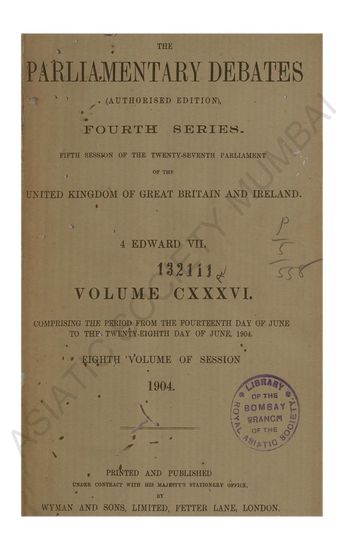 THE
PARLIAMENTARY DEBATES
(AUTHORISED EDITION),
FOURTH SERIES.
FIFTH SESSION OF THE TWENTY-SEVENTH PARLIAMENT
OF THE
UNITED KINGDOM OF GREAT BRITAIN AND IRELAND.
4 EDWARD VII.
132111
P
5
558
VOLUME CXXXVI.
COMPRISING THE PERIOD FROM THE FOURTEENTH DAY OF JUNE
TO THE TWENTY-EIGHTH DAY OF JUNE, 1904.
EIGHTH VOLUME OF SESSION
1904.
LIBRARY
OF THE
BOMBAY
BRANCH
OF THE
ROYAL ASIATIC SOCIETY
PRINTED AND PUBLISHED
UNDER CONTRACT WITH HIS MAJESTY'S STATIONERY OFFICE,
BY
WYMAN AND SONS, LIMITED, FETTER LANE, LONDON.
ASIATIC SOCIETY MUMBAI